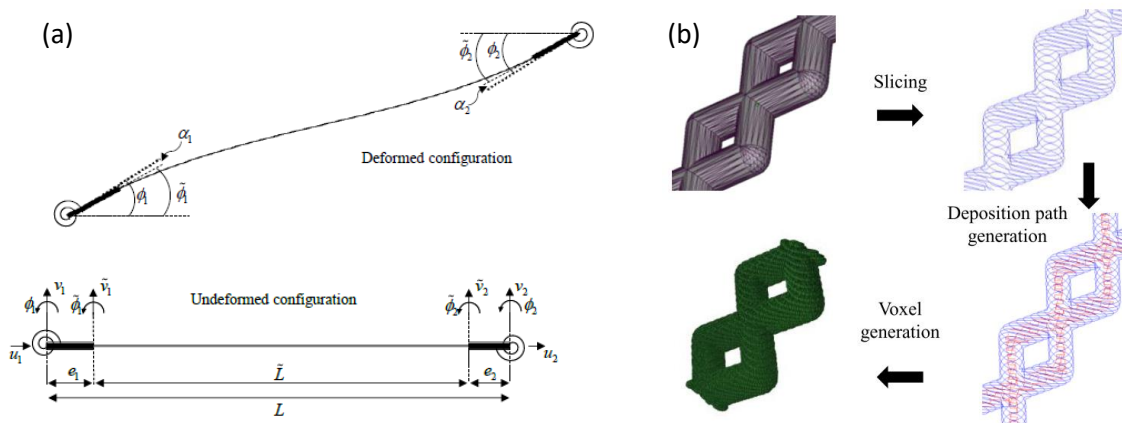 (a)
ϕ̃₂ ϕ₂
α₂
α₁
Deformed configuration
ϕ₁ ϕ̃₁
Undeformed configuration
v₁ ṽ₁ ṽ₂ v₂
ϕ₁ ϕ̃₁ ϕ̃₂ ϕ₂
u₁ u₂
e₁ L̃ e₂
L
(b)
Slicing
Deposition path
generation
Voxel
generation